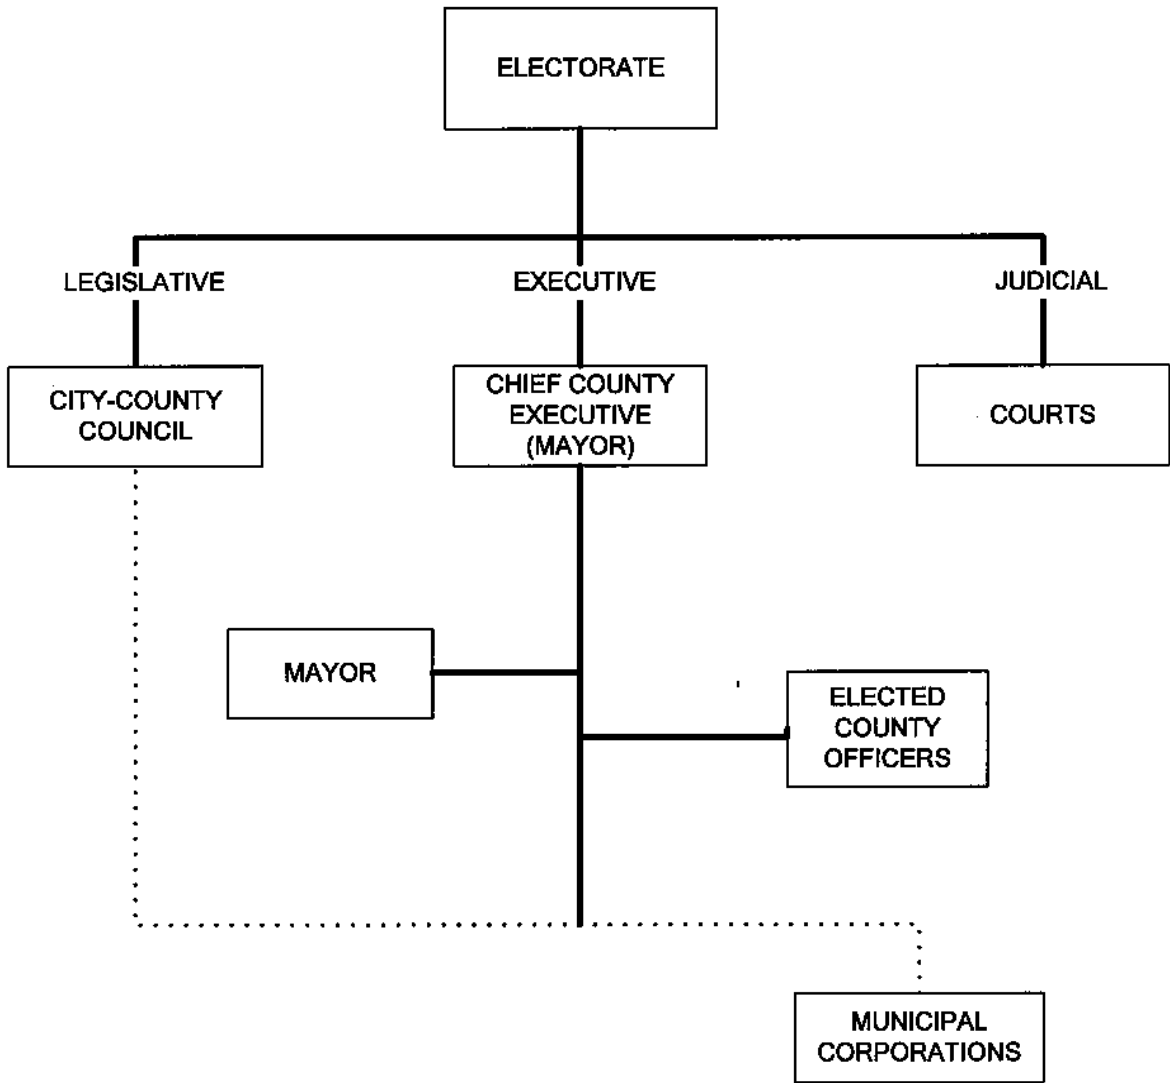 ELECTORATE
LEGISLATIVE
EXECUTIVE
JUDICIAL
CITY-COUNTY
COUNCIL
CHIEF COUNTY
EXECUTIVE
(MAYOR)
COURTS
MAYOR
ELECTED
COUNTY
OFFICERS
MUNICIPAL
CORPORATIONS